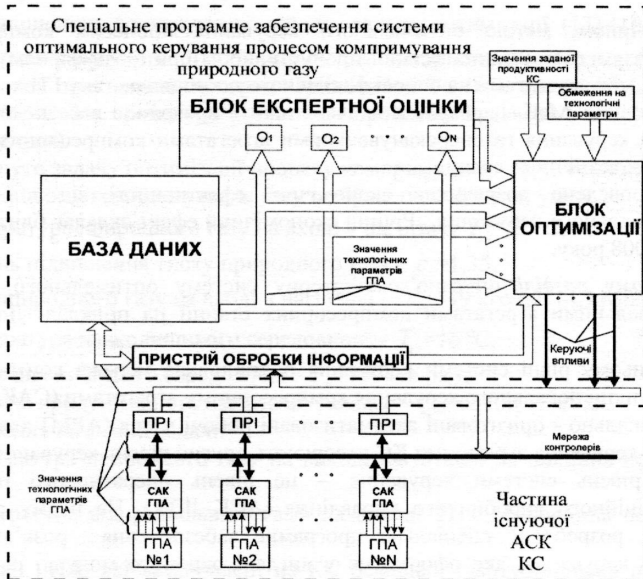 Спеціальне програмне забезпечення системи
оптимального керування процесом компримування
природного газу
Значення заданої
продуктивності
КС
Обмеження на
технологічні
параметри
БЛОК ЕКСПЕРТНОЇ ОЦІНКИ
O1
O2
. . .
ON
БАЗА ДАНИХ
Значення
технологічних
параметрів
ГПА
БЛОК
ОПТИМІЗАЦІЇ
Керуючі
впливи
ПРИСТРІЙ ОБРОБКИ ІНФОРМАЦІЇ
ПРІ
ПРІ
. . . .
ПРІ
Мережа
контролерів
Значення
технологічних
параметрів
ГПА
САК
ГПА
САК
ГПА
САК
ГПА
ГПА
№1
ГПА
№2
. . . .
ГПА
№N
Частина
існуючої
АСК
КС